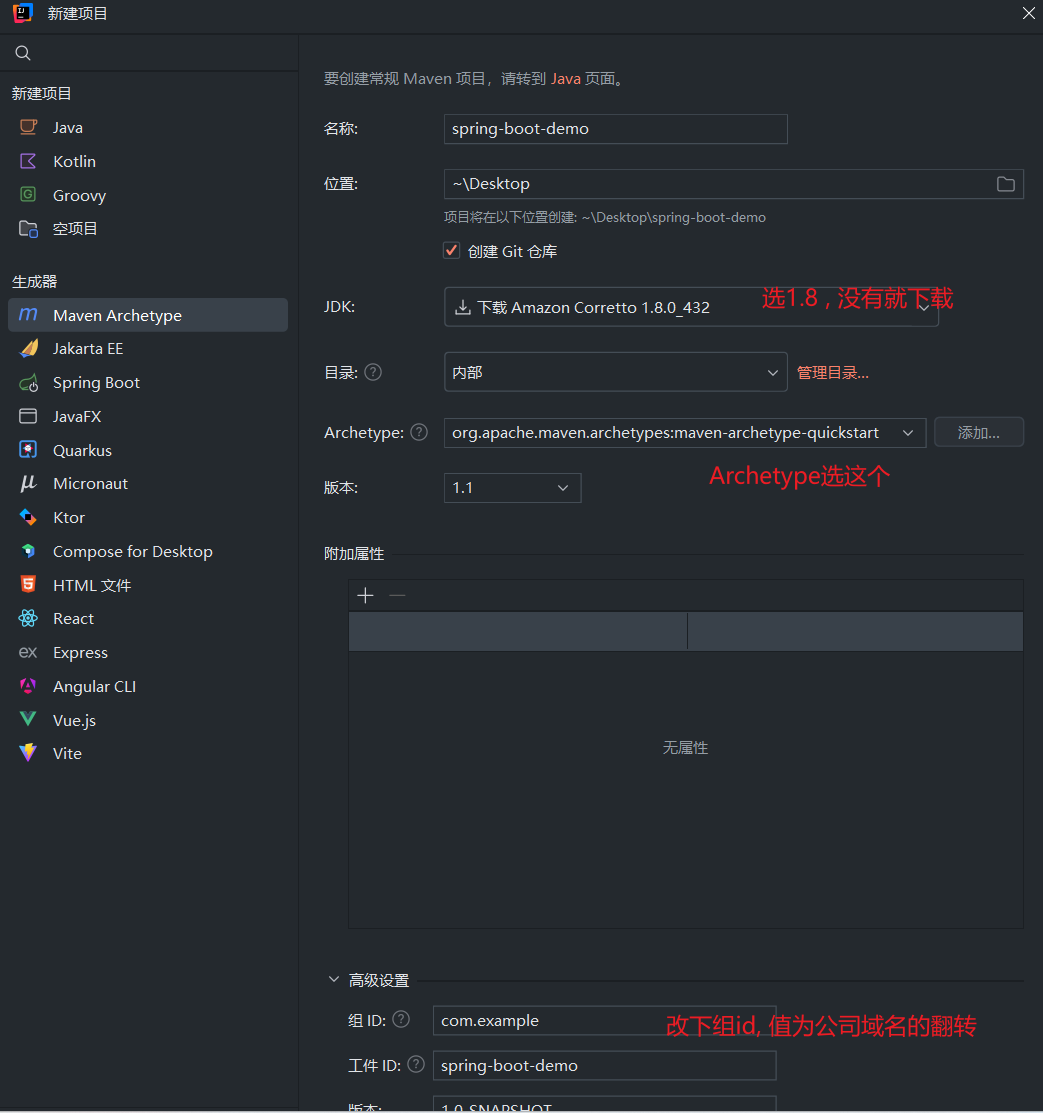 新建项目
新建项目
Java
Kotlin
Groovy
空项目
生成器
Maven Archetype
Jakarta EE
Spring Boot
JavaFX
Quarkus
Micronaut
Ktor
Compose for Desktop
HTML 文件
React
Express
Angular CLI
Vue.js
Vite
要创建常规 Maven 项目，请转到 Java 页面。
名称: spring-boot-demo
位置: ~\Desktop
项目将在以下位置创建: ~\Desktop\spring-boot-demo
创建 Git 仓库
JDK: 下载 Amazon Corretto 1.8.0_432
选1.8 , 没有就下载
目录: 内部 管理目录...
Archetype: org.apache.maven.archetypes:maven-archetype-quickstart 添加...
Archetype选这个
版本: 1.1
附加属性
无属性
高级设置
组 ID: com.example
改下组id, 值为公司域名的翻转
工件 ID: spring-boot-demo
版本: 1.0-SNAPSHOT